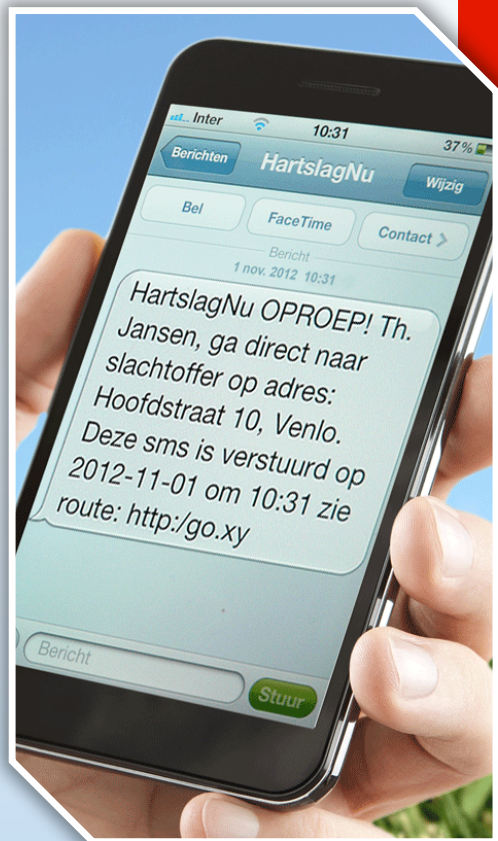 Inter 10:31 37%
Berichten HartslagNu Wijzig
Bel FaceTime Contact
Bericht
1 nov. 2012 10:31
HartslagNu OPROEP! Th.
Jansen, ga direct naar
slachtoffer op adres:
Hoofdstraat 10, Venlo.
Deze sms is verstuurd op
2012-11-01 om 10:31 zie
route: http:/go.xy
Bericht Stuur